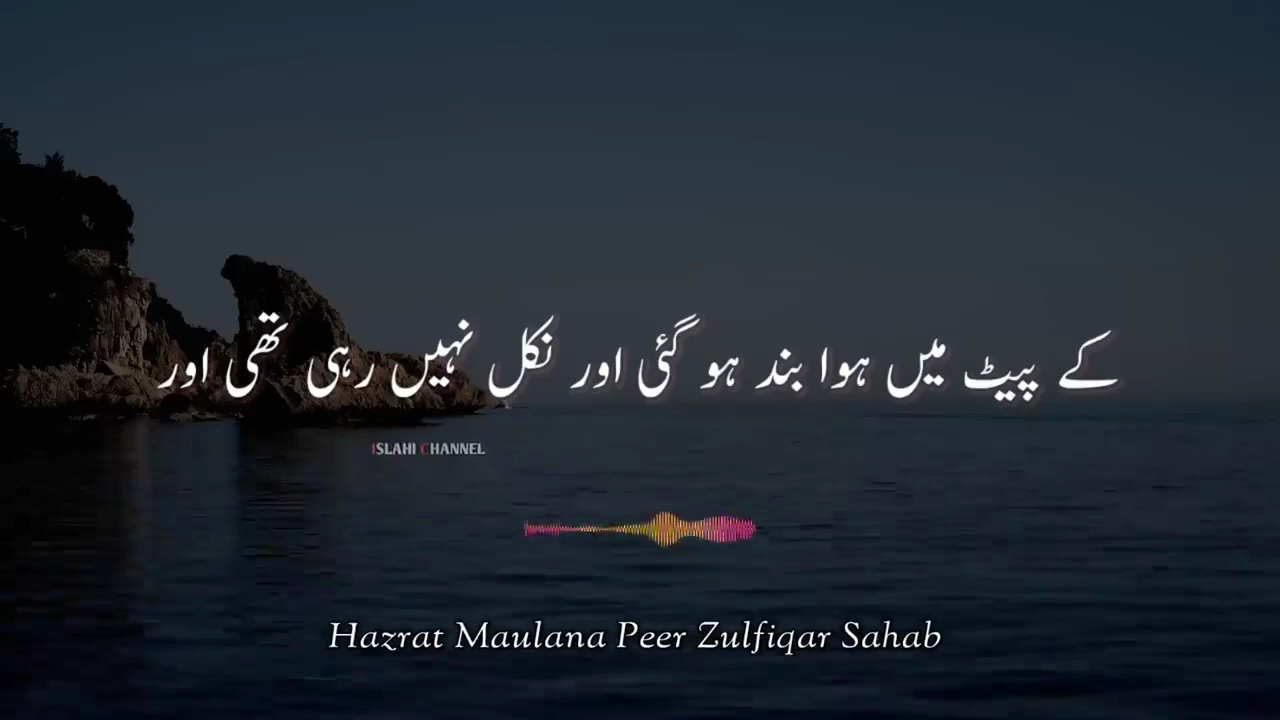 کے پیٹ میں ہوا بند ہو گئی اور نکل نہیں رہی تھی اور
ISLAHI CHANNEL
Hazrat Maulana Peer Zulfiqar Sahab